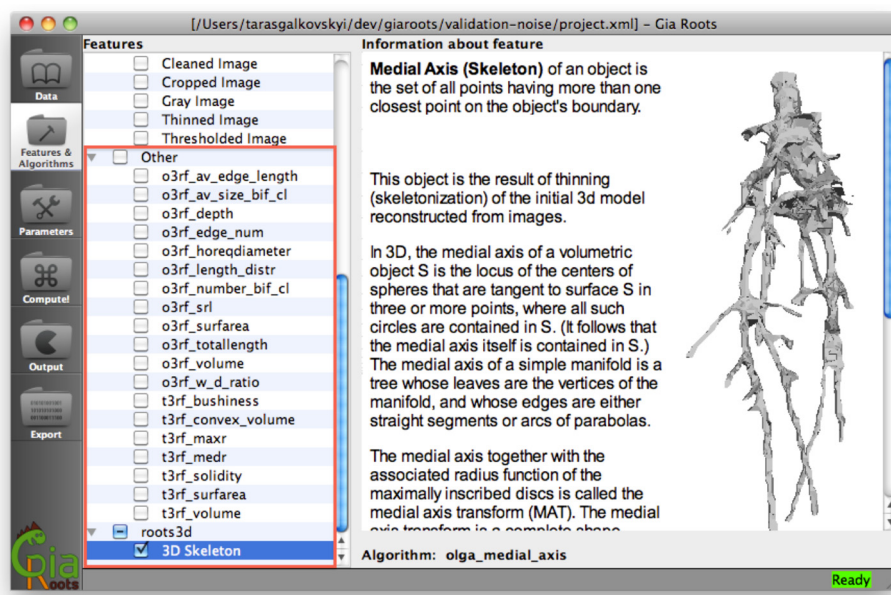 [/Users/tarasgalkovskyi/dev/giaroots/validation-noise/project.xml] – Gia Roots
Data
Features &
Algorithms
Parameters
Compute!
Output
Export
Gia
Roots
Features
Cleaned Image
Cropped Image
Gray Image
Thinned Image
Thresholded Image
Other
o3rf_av_edge_length
o3rf_av_size_bif_cl
o3rf_depth
o3rf_edge_num
o3rf_horeqdiameter
o3rf_length_distr
o3rf_number_bif_cl
o3rf_srl
o3rf_surfarea
o3rf_totallength
o3rf_volume
o3rf_w_d_ratio
t3rf_bushiness
t3rf_convex_volume
t3rf_maxr
t3rf_medr
t3rf_solidity
t3rf_surfarea
t3rf_volume
roots3d
3D Skeleton
Information about feature
Medial Axis (Skeleton) of an object is
the set of all points having more than one
closest point on the object's boundary.
This object is the result of thinning
(skeletonization) of the initial 3d model
reconstructed from images.
In 3D, the medial axis of a volumetric
object S is the locus of the centers of
spheres that are tangent to surface S in
three or more points, where all such
circles are contained in S. (It follows that
the medial axis itself is contained in S.)
The medial axis of a simple manifold is a
tree whose leaves are the vertices of the
manifold, and whose edges are either
straight segments or arcs of parabolas.
The medial axis together with the
associated radius function of the
maximally inscribed discs is called the
medial axis transform (MAT). The medial
axis transform is a complete shape
Algorithm: olga_medial_axis
Ready